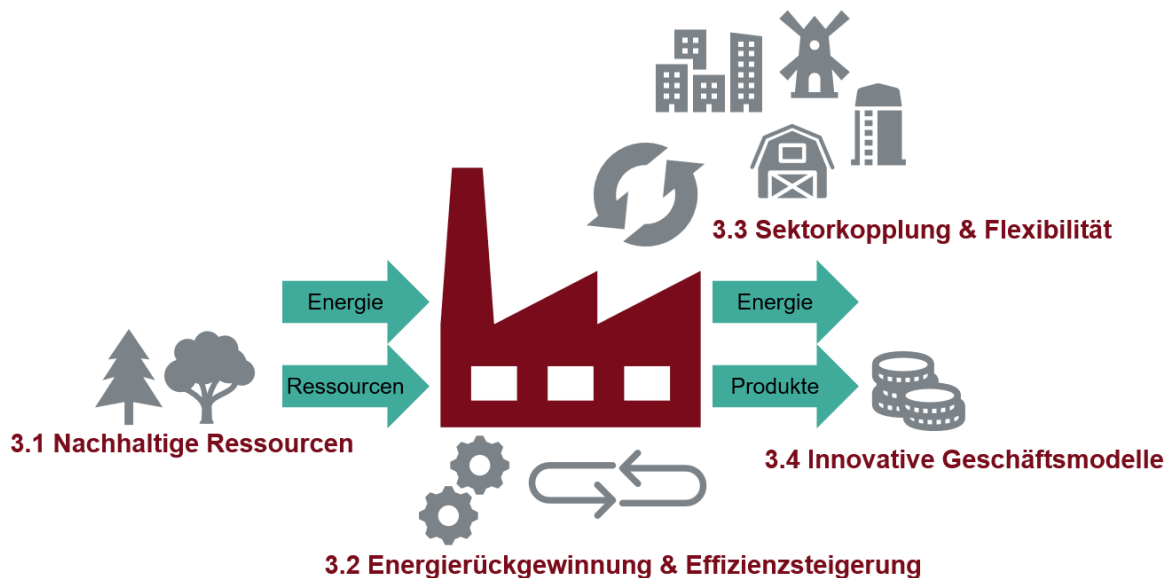 3.3 Sektorkopplung & Flexibilität
Energie
Energie
Ressourcen
Produkte
3.1 Nachhaltige Ressourcen
3.4 Innovative Geschäftsmodelle
3.2 Energierückgewinnung & Effizienzsteigerung